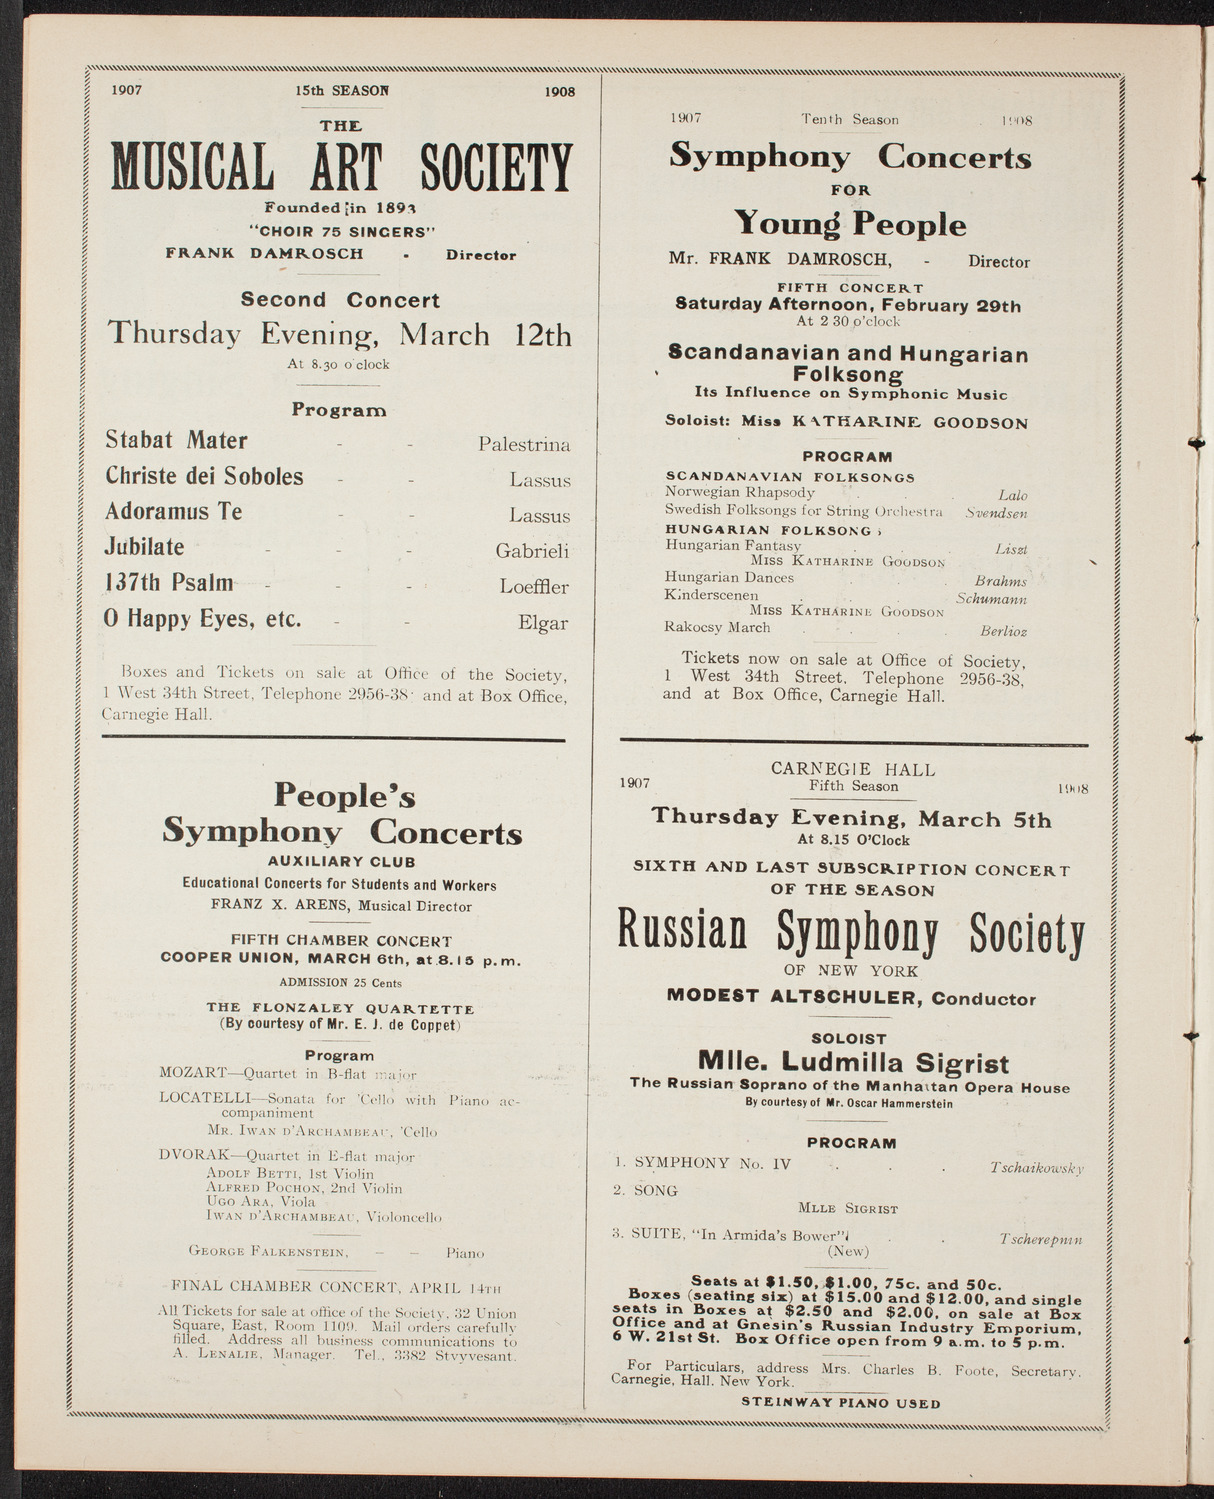 1907 15th SEASON 1908
THE
MUSICAL ART SOCIETY
Founded in 1893
"CHOIR 75 SINGERS"
FRANK DAMROSCH - Director
Second Concert
Thursday Evening, March 12th
At 8.30 o'clock
Program
Stabat Mater - - Palestrina
Christe dei Soboles - - Lassus
Adoramus Te - - Lassus
Jubilate - - - Gabrieli
137th Psalm - - - Loeffler
O Happy Eyes, etc. - - Elgar
Boxes and Tickets on sale at Office of the Society,
1 West 34th Street, Telephone 2956-38 and at Box Office,
Carnegie Hall.
People's
Symphony Concerts
AUXILIARY CLUB
Educational Concerts for Students and Workers
FRANZ X. ARENS, Musical Director
FIFTH CHAMBER CONCERT
COOPER UNION, MARCH 6th, at 8.15 p.m.
ADMISSION 25 Cents
THE FLONZALEY QUARTETTE
(By courtesy of Mr. E. J. de Coppet)
Program
MOZART—Quartet in B-flat major
LOCATELLI—Sonata for 'Cello with Piano ac-
companiment
MR. IWAN D'ARCHAMBEAU, 'Cello
DVORAK—Quartet in E-flat major
ADOLF BETTI, 1st Violin
ALFRED POCHON, 2nd Violin
UGO ARA, Viola
IWAN D'ARCHAMBEAU, Violoncello
GEORGE FALKENSTEIN, — — Piano
FINAL CHAMBER CONCERT, APRIL 14TH
All Tickets for sale at office of the Society, 32 Union
Square, East, Room 1109. Mail orders carefully
filled. Address all business communications to
A. LENALIE, Manager. Tel., 3382 Stvyvesant.
1907 Tenth Season 1908
Symphony Concerts
FOR
Young People
Mr. FRANK DAMROSCH, - Director
FIFTH CONCERT
Saturday Afternoon, February 29th
At 2 30 o'clock
Scandanavian and Hungarian
Folksong
Its Influence on Symphonic Music
Soloist: Miss KATHARINE GOODSON
PROGRAM
SCANDANAVIAN FOLKSONGS
Norwegian Rhapsody . . . Lalo
Swedish Folksongs for String Orchestra Svendsen
HUNGARIAN FOLKSONGS
Hungarian Fantasy . . . Liszt
MISS KATHARINE GOODSON
Hungarian Dances . . . Brahms
Kinderscenen . . . Schumann
MISS KATHARINE GOODSON
Rakocsy March . . . . Berlioz
Tickets now on sale at Office of Society,
1 West 34th Street, Telephone 2956-38,
and at Box Office, Carnegie Hall.
CARNEGIE HALL
1907 Fifth Season 1908
Thursday Evening, March 5th
At 8.15 O'Clock
SIXTH AND LAST SUBSCRIPTION CONCERT
OF THE SEASON
Russian Symphony Society
OF NEW YORK
MODEST ALTSCHULER, Conductor
SOLOIST
Mlle. Ludmilla Sigrist
The Russian Soprano of the Manhattan Opera House
By courtesy of Mr. Oscar Hammerstein
PROGRAM
1. SYMPHONY No. IV . . . Tschaikowsky
2. SONG
MLLE SIGRIST
3. SUITE, "In Armida's Bower" . . Tscherepnin
(New)
Seats at $1.50, $1.00, 75c. and 50c.
Boxes (seating six) at $15.00 and $12.00, and single
seats in Boxes at $2.50 and $2.00, on sale at Box
Office and at Gnesin's Russian Industry Emporium,
6 W. 21st St. Box Office open from 9 a.m. to 5 p.m.
For Particulars, address Mrs. Charles B. Foote, Secretary,
Carnegie, Hall. New York.
STEINWAY PIANO USED